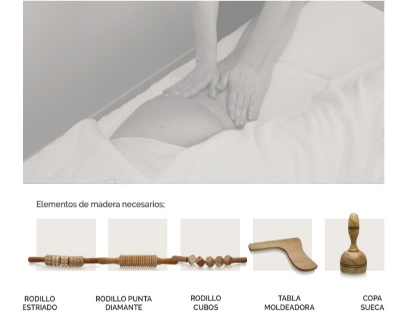 Elementos de madera necesarios;
RODILLO
ESTRIADO
RODILLO PUNTA
DIAMANTE
RODILLO
CUBOS
TABLA
MOLDEADORA
COPA
SUECA